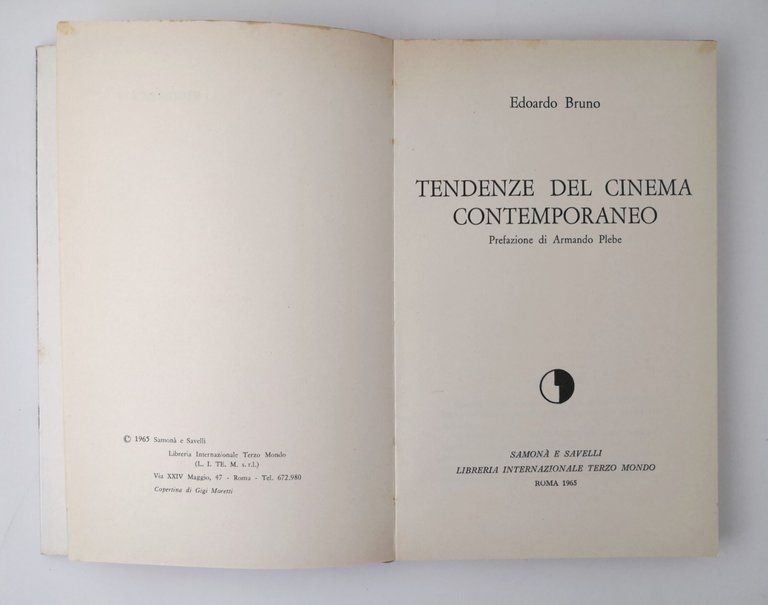 © 1965 Samonà e Savelli
Libreria Internazionale Terzo Mondo
(L. I. TE. M. s. r.l.)
Via XXIV Maggio, 47 - Roma - Tel. 672.980
Copertina di Gigi Moretti
Edoardo Bruno
TENDENZE DEL CINEMA
CONTEMPORANEO
Prefazione di Armando Plebe
SAMONÀ E SAVELLI
LIBRERIA INTERNAZIONALE TERZO MONDO
ROMA 1965